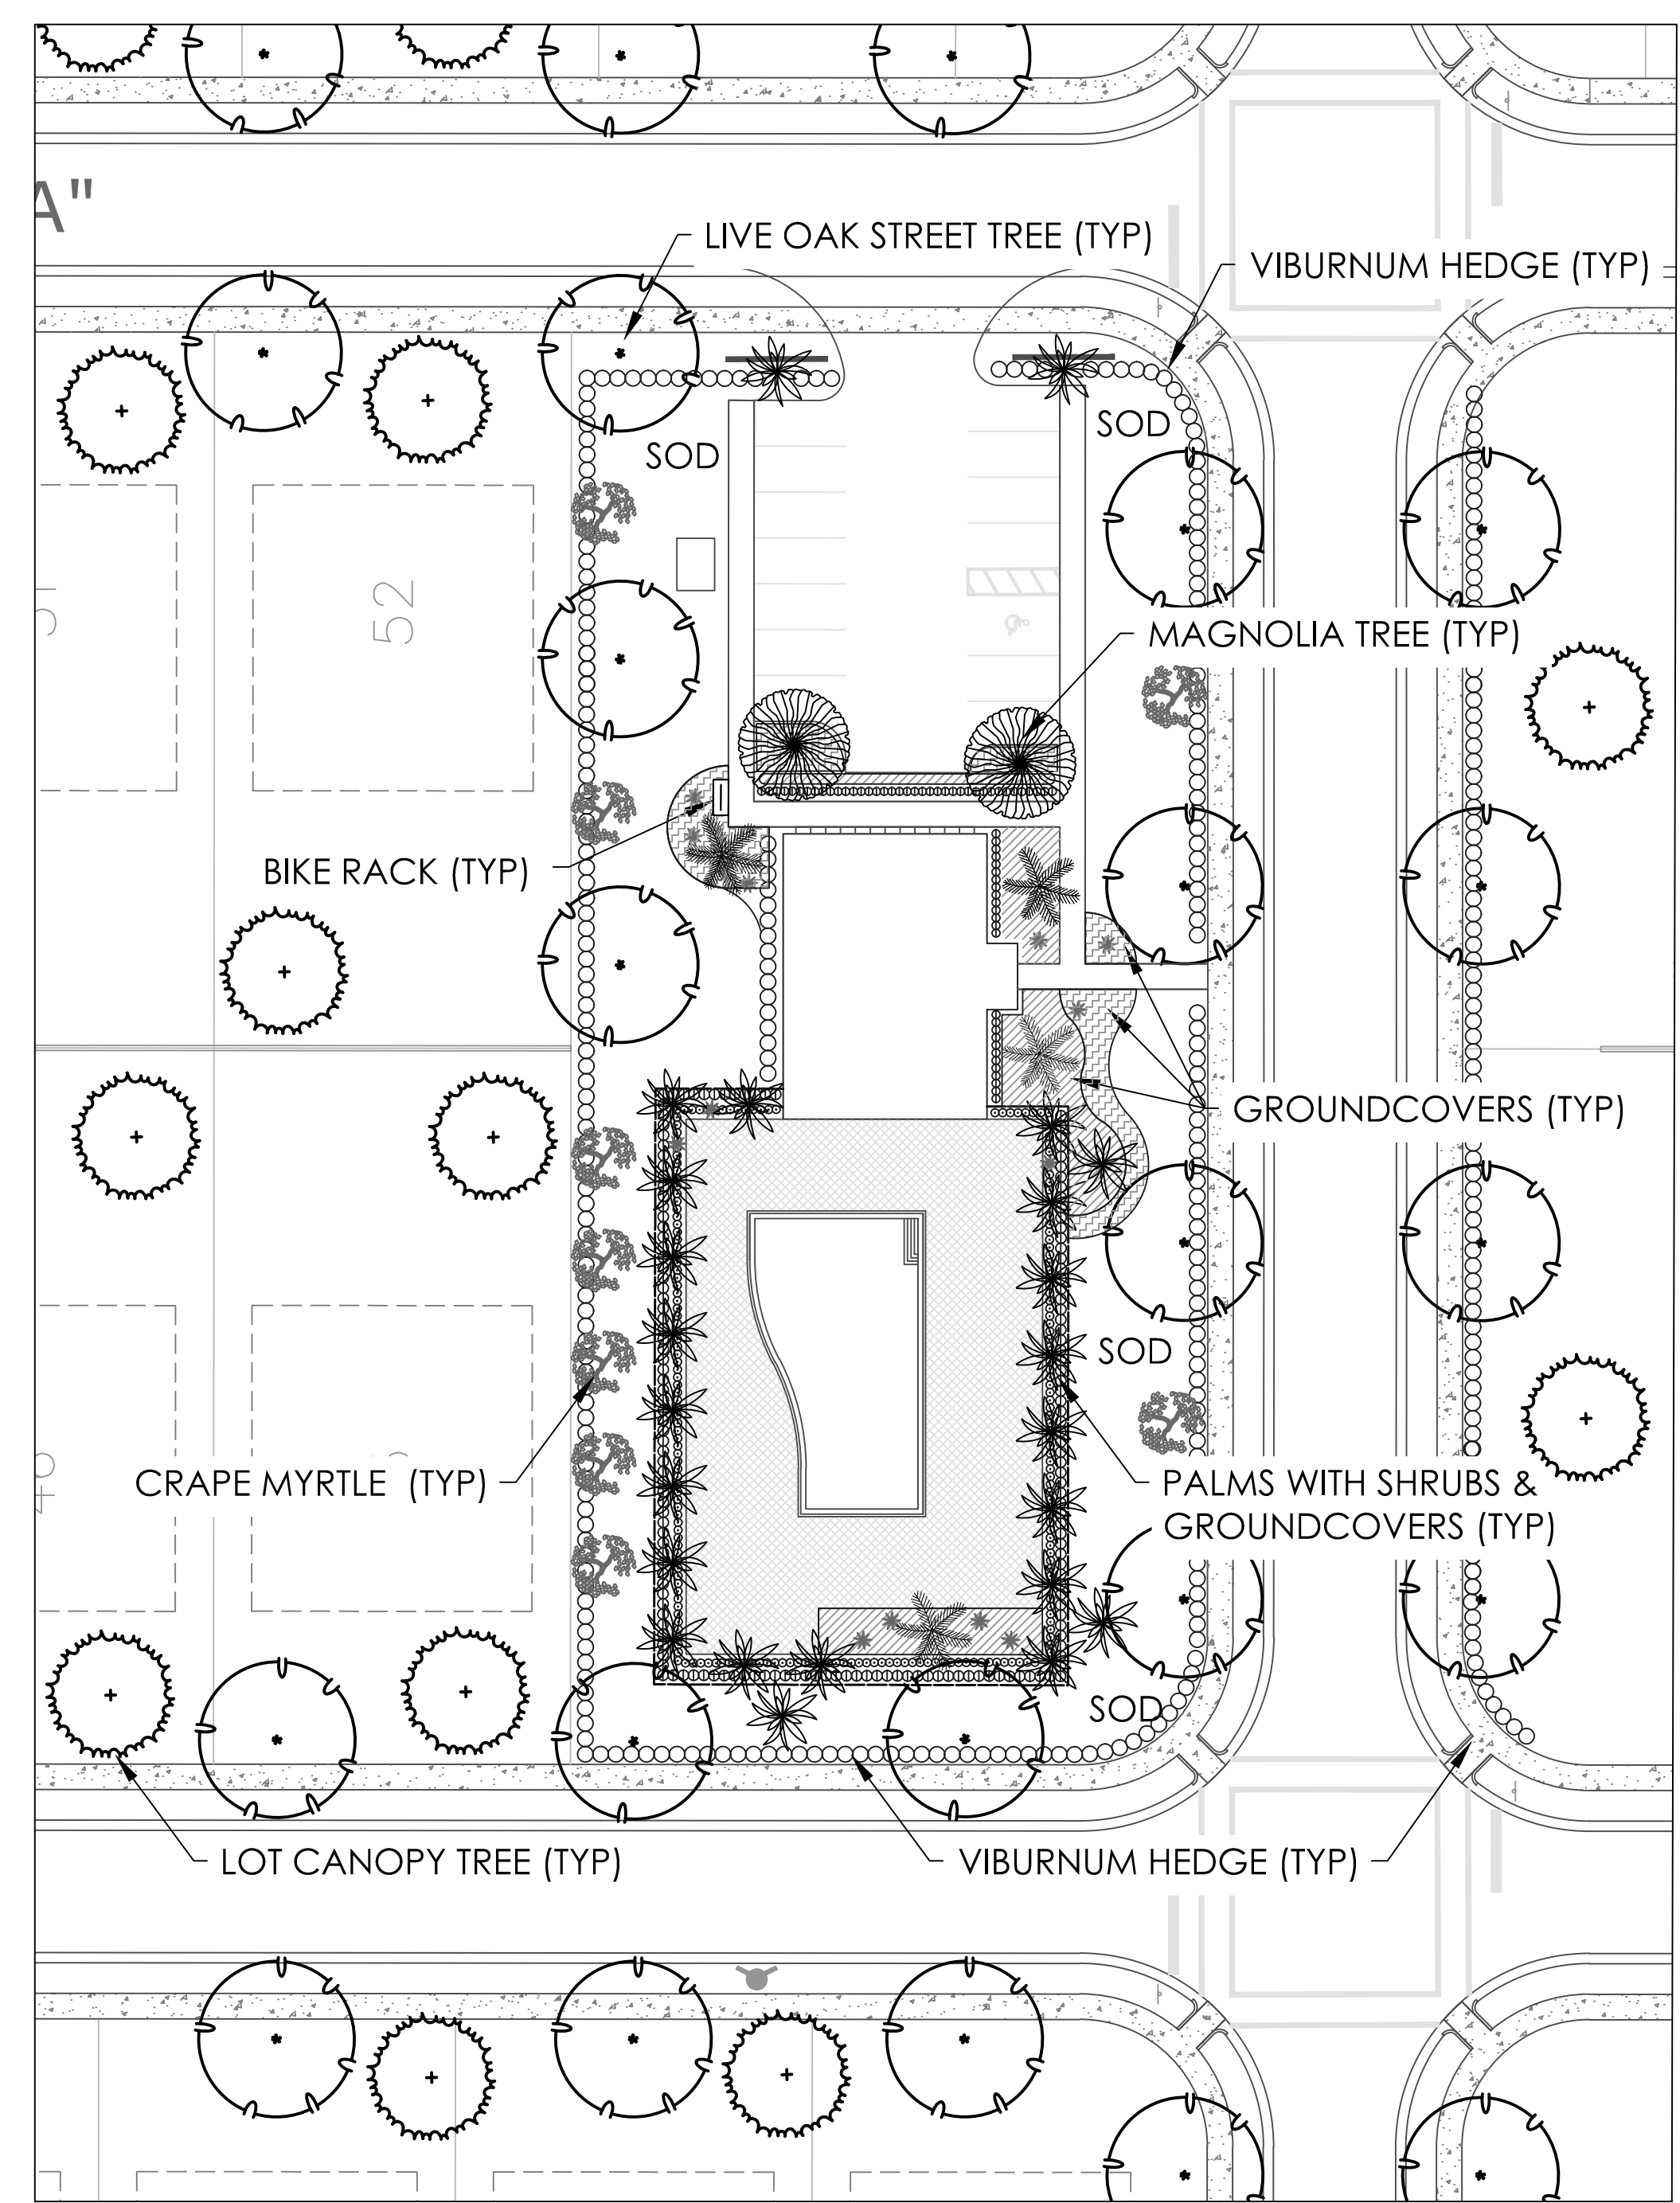 A"
LIVE OAK STREET TREE (TYP)
VIBURNUM HEDGE (TYP)
SOD
SOD
52
MAGNOLIA TREE (TYP)
BIKE RACK (TYP)
GROUNDCOVERS (TYP)
SOD
CRAPE MYRTLE (TYP)
PALMS WITH SHRUBS &
GROUNDCOVERS (TYP)
SOD
LOT CANOPY TREE (TYP)
VIBURNUM HEDGE (TYP)